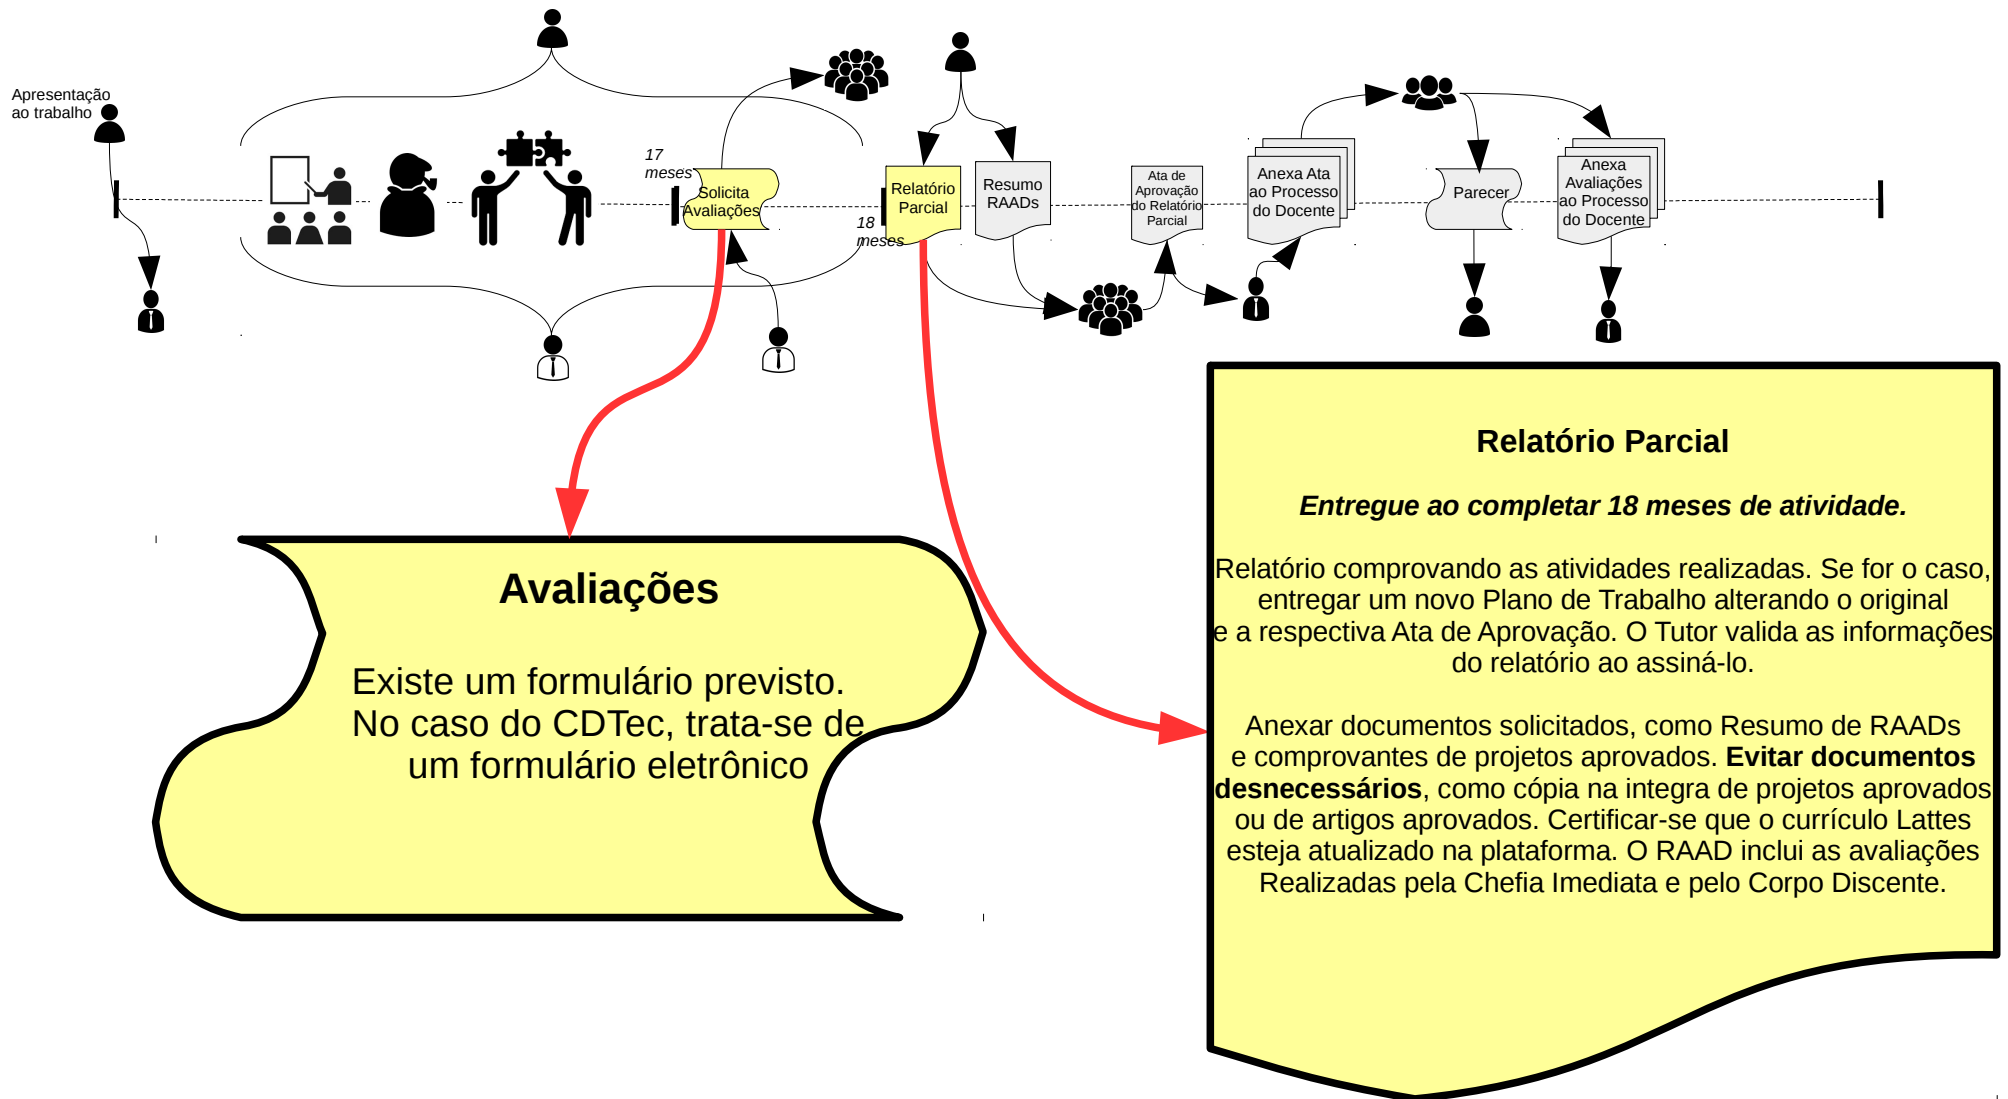 Apresentação
ao trabalho
17
meses
Solicita
Avaliações
18
meses
Relatório
Parcial
Resumo
RAADs
Ata de
Aprovação
do Relatório
Parcial
Anexa Ata
ao Processo
do Docente
Parecer
Anexa
Avaliações
ao Processo
do Docente
Avaliações
Existe um formulário previsto.
No caso do CDTec, trata-se de
um formulário eletrônico
Relatório Parcial
Entregue ao completar 18 meses de atividade.
Relatório comprovando as atividades realizadas. Se for o caso,
entregar um novo Plano de Trabalho alterando o original
e a respectiva Ata de Aprovação. O Tutor valida as informações
do relatório ao assiná-lo.
Anexar documentos solicitados, como Resumo de RAADs
e comprovantes de projetos aprovados. Evitar documentos
desnecessários, como cópia na integra de projetos aprovados
ou de artigos aprovados. Certificar-se que o currículo Lattes
esteja atualizado na plataforma. O RAAD inclui as avaliações
Realizadas pela Chefia Imediata e pelo Corpo Discente.